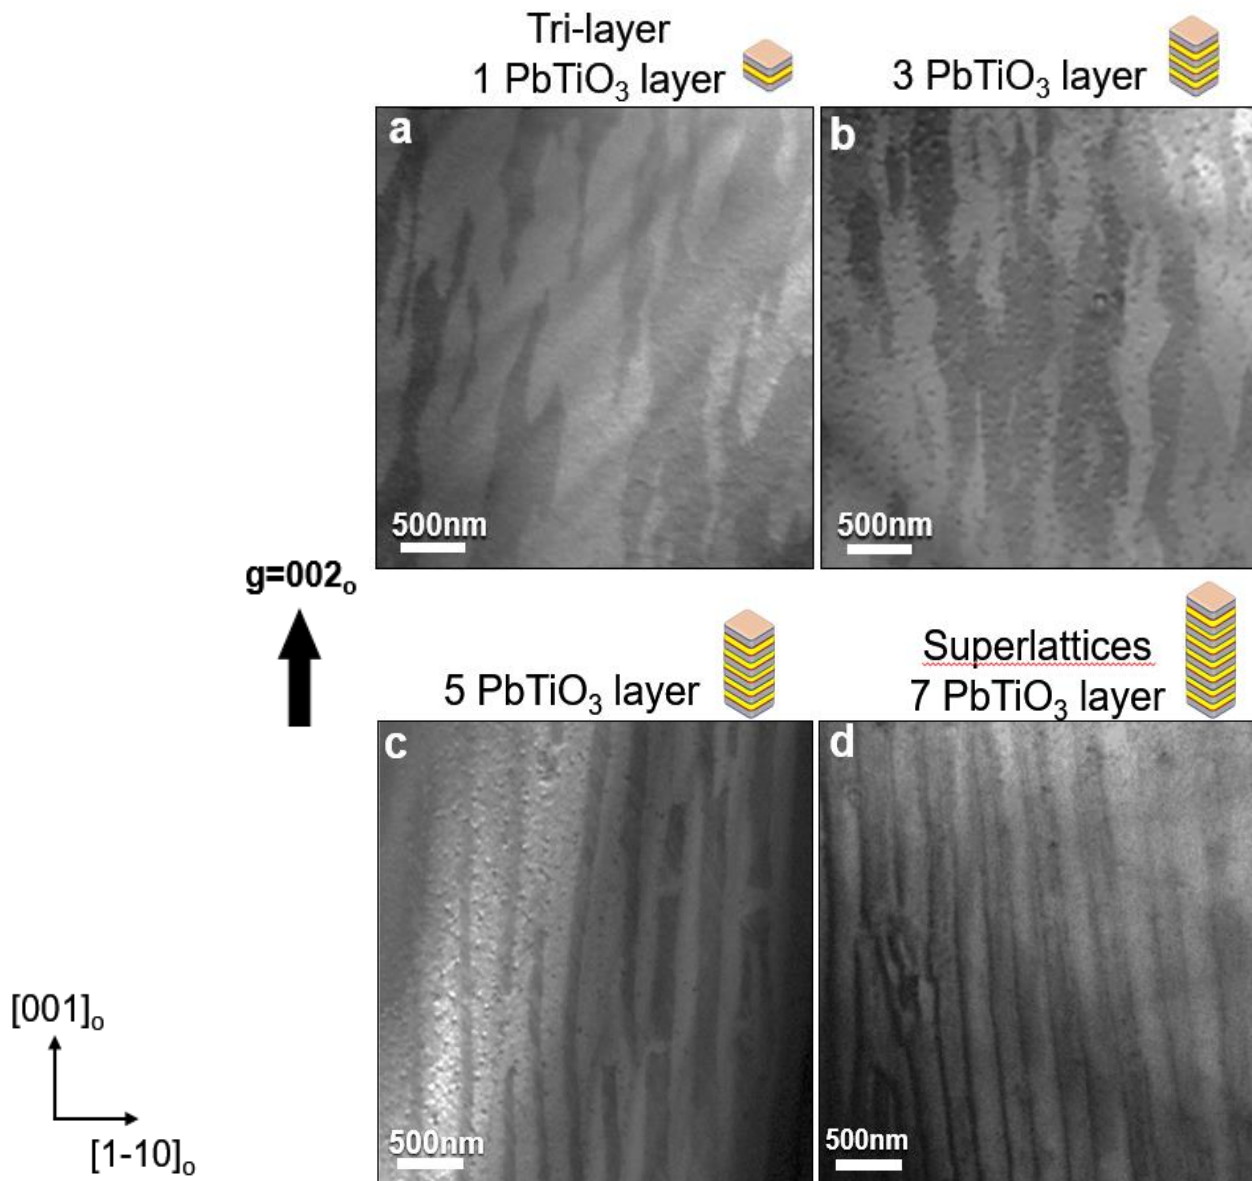 Tri-layer
1 PbTiO₃ layer
3 PbTiO₃ layer
a
b
500nm
500nm
g=002ₒ
Superlattices
5 PbTiO₃ layer
7 PbTiO₃ layer
c
d
[001]ₒ
[1-10]ₒ
500nm
500nm